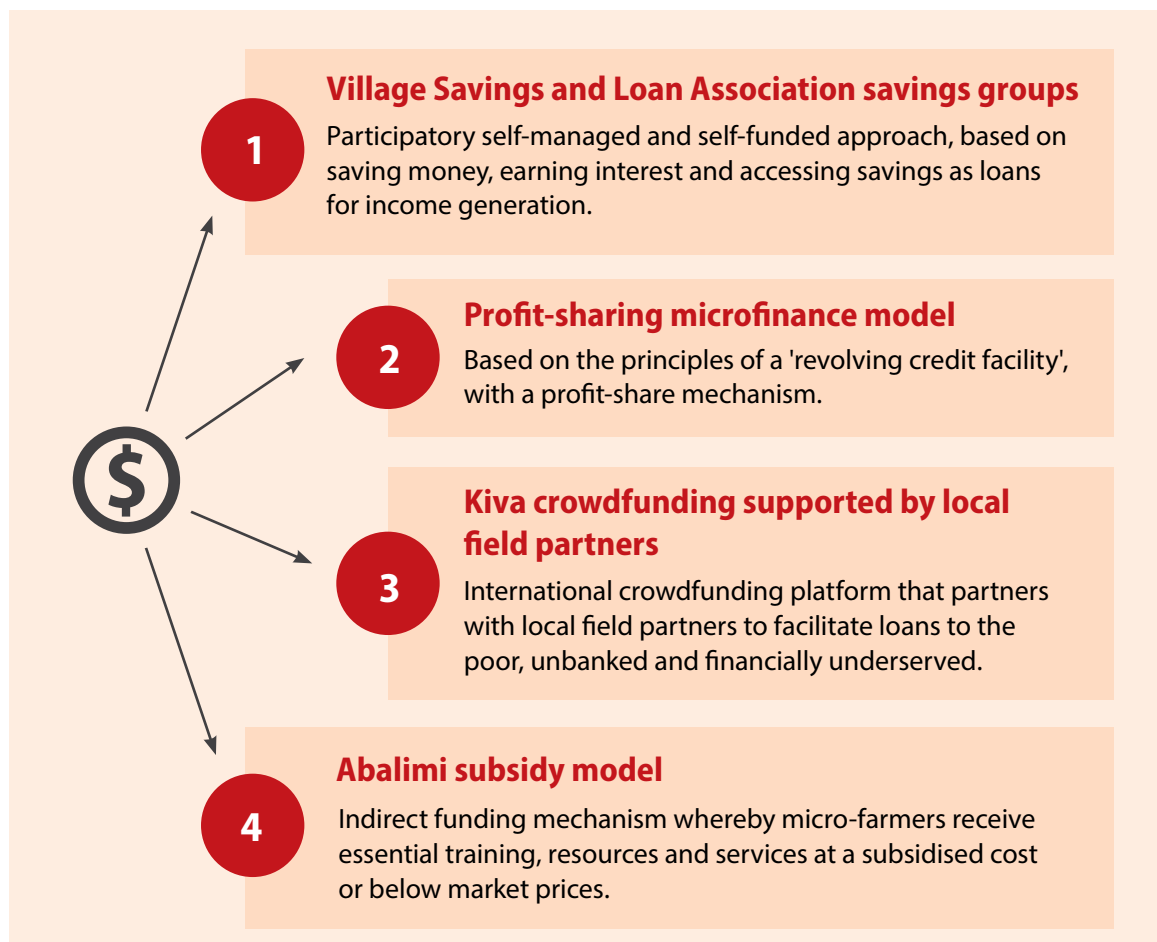 Village Savings and Loan Association savings groups
1
Participatory self-managed and self-funded approach, based on
saving money, earning interest and accessing savings as loans
for income generation.
Profit-sharing microfinance model
2
Based on the principles of a 'revolving credit facility',
with a profit-share mechanism.
$
Kiva crowdfunding supported by local
field partners
3
International crowdfunding platform that partners
with local field partners to facilitate loans to the
poor, unbanked and financially underserved.
Abalimi subsidy model
4
Indirect funding mechanism whereby micro-farmers receive
essential training, resources and services at a subsidised cost
or below market prices.